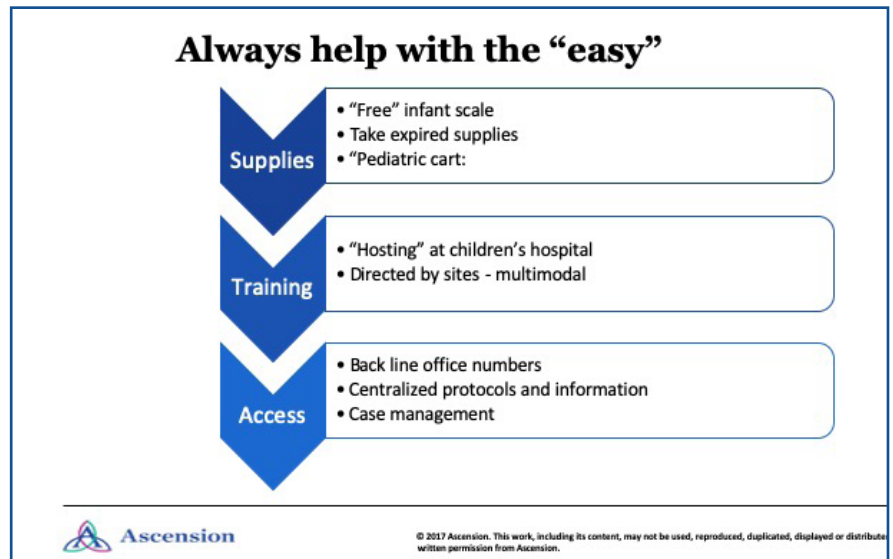 Always help with the “easy”
Supplies
• “Free” infant scale
• Take expired supplies
• “Pediatric cart:
Training
• “Hosting” at children’s hospital
• Directed by sites - multimodal
Access
• Back line office numbers
• Centralized protocols and information
• Case management
Ascension
© 2017 Ascension. This work, including its content, may not be used, reproduced, duplicated, displayed or distribute
written permission from Ascension.